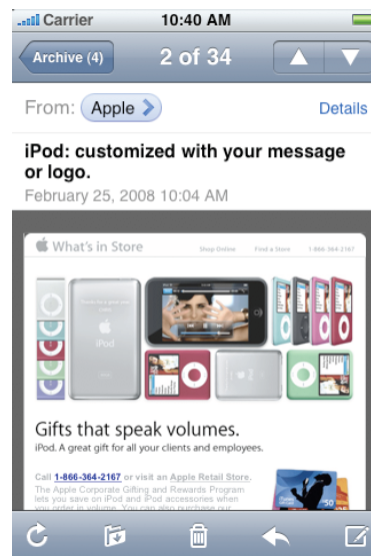 Carrier 10:40 AM
Archive (4) 2 of 34
From: Apple Details
iPod: customized with your message
or logo.
February 25, 2008 10:04 AM
What's in Store Shop Online Find a Store 1-866-364-2167
iPod
Gifts that speak volumes.
iPod. A great gift for all your clients and employees.
Call 1-866-364-2167 or visit an Apple Retail Store.
The Apple Corporate Gifting and Rewards Program
lets you save on iPod and iPod accessories when
you order in volume. You can also purchase our
50